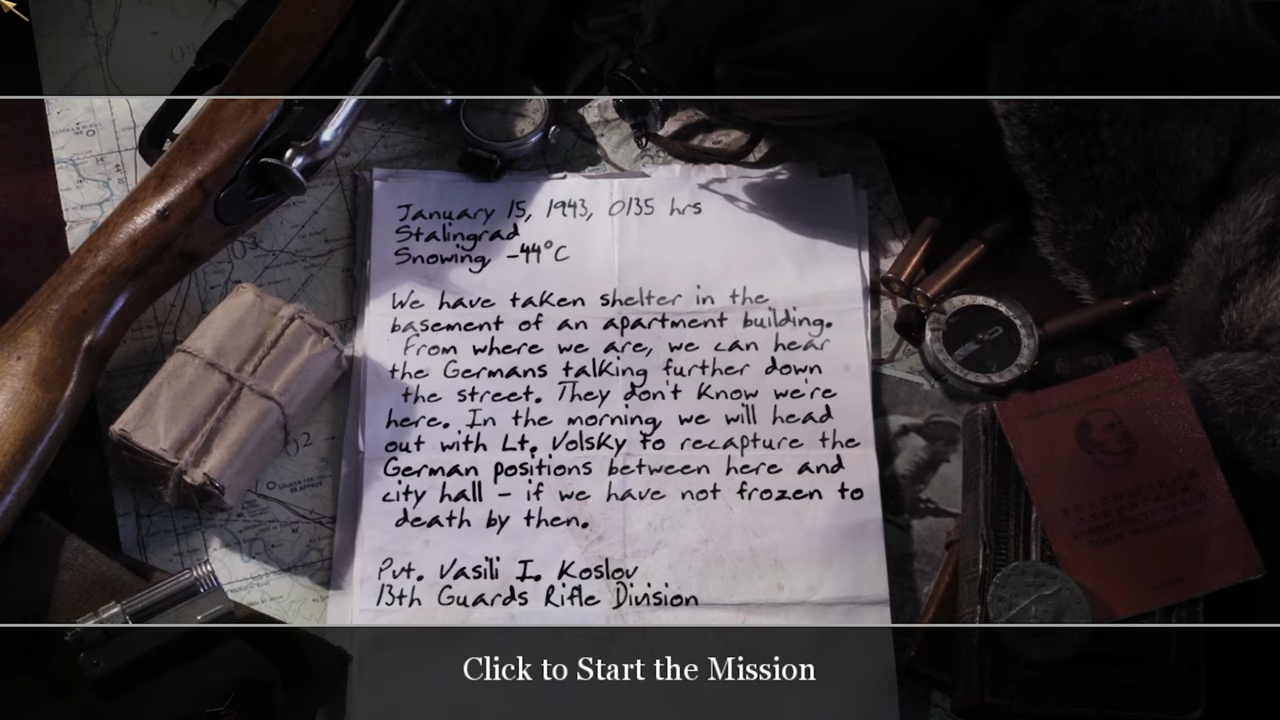 January 15, 1943, 0135 hrs
Stalingrad
Snowing, -44°C
We have taken shelter in the
basement of an apartment building.
From where we are, we can hear
the Germans talking further down
the street. They don't know we're
here. In the morning, we will head
out with Lt. Volsky to recapture the
German positions between here and
city hall - if we have not frozen to
death by then.
Pvt. Vasili I. Koslov
13th Guards Rifle Division
Click to Start the Mission